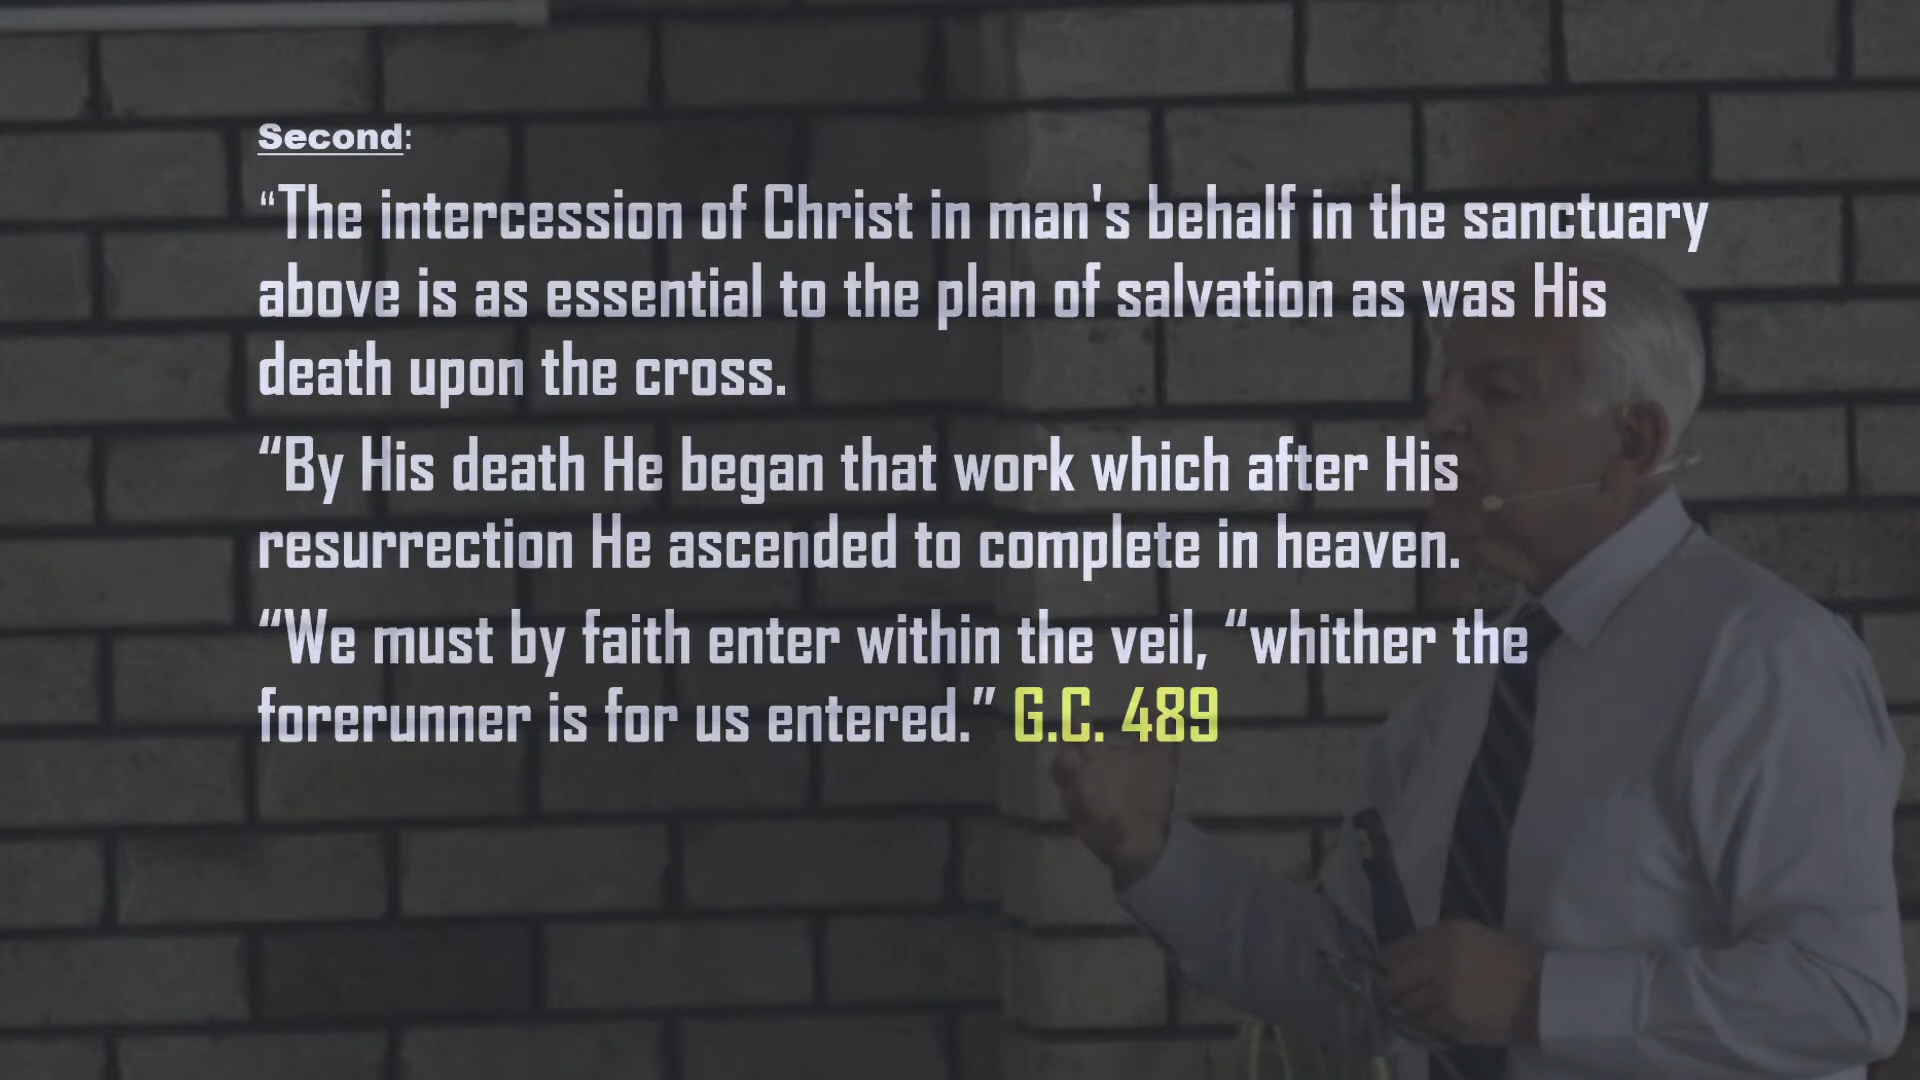 Second:
“The intercession of Christ in man's behalf in the sanctuary
above is as essential to the plan of salvation as was His
death upon the cross.
“By His death He began that work which after His
resurrection He ascended to complete in heaven.
“We must by faith enter within the veil, “whither the
forerunner is for us entered.” G.C. 489